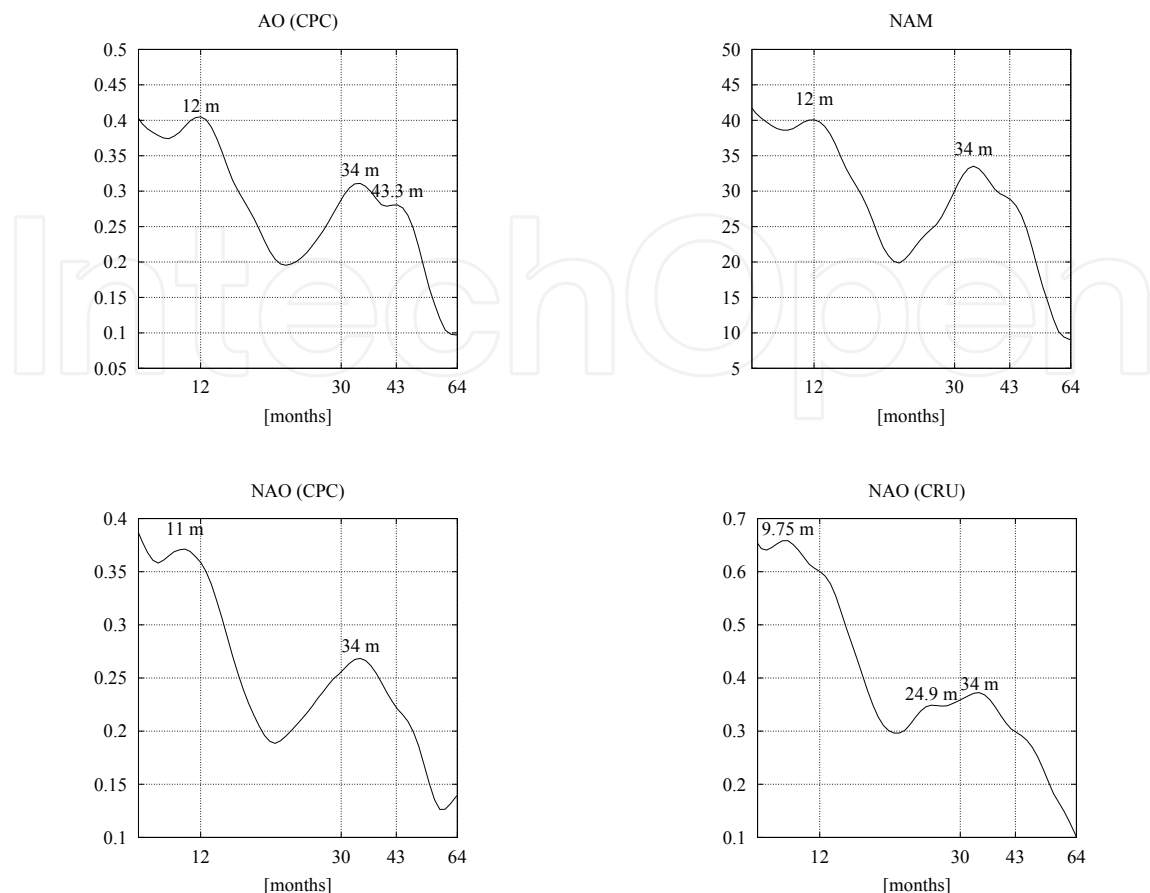 AO (CPC)
0.5
0.45
0.4
0.35
0.3
0.25
0.2
0.15
0.1
0.05
12 m
34 m
43.3 m
12
30
43
64
[months]
NAM
50
45
40
35
30
25
20
15
10
5
12 m
34 m
12
30
43
64
[months]
IntechOpen
NAO (CPC)
0.4
0.35
0.3
0.25
0.2
0.15
0.1
11 m
34 m
12
30
43
64
[months]
NAO (CRU)
0.7
0.6
0.5
0.4
0.3
0.2
0.1
9.75 m
24.9 m
34 m
12
30
43
64
[months]